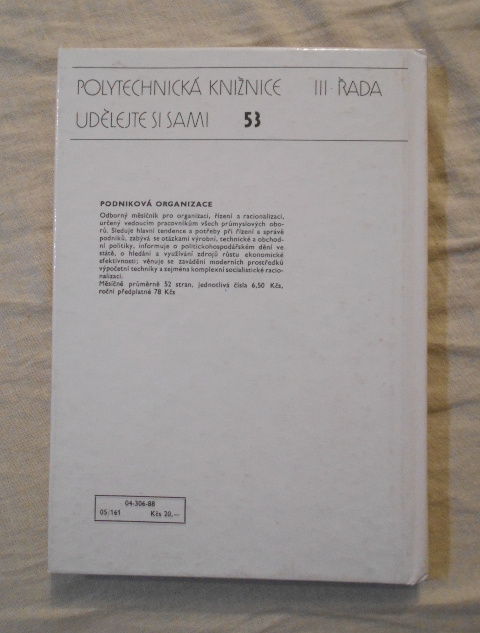 POLYTECHNICKÁ KNIŽNICE III. ŘADA
UDĚLEJTE SI SAMI 53
PODNIKOVÁ ORGANIZACE
Odborný měsíčník pro organizaci, řízení a racionalizaci,
určený vedoucím pracovníkům všech průmyslových obo-
rů. Sleduje hlavní tendence a potřeby při řízení a správě
podniků, zabývá se otázkami výrobní, technické a obchod-
ní politiky, informuje o politickohospodářském dění ve
státě, o hledání a využívání zdrojů růstu ekonomické
efektivnosti; věnuje se zavádění moderních prostředků
výpočetní techniky a zejména komplexní socialistické racio-
nalizaci.
Měsíčně průměrně 52 stran, jednotlivá čísla 6,50 Kčs,
roční předplatné 78 Kčs
04-306-88
05/161 Kčs 20,—